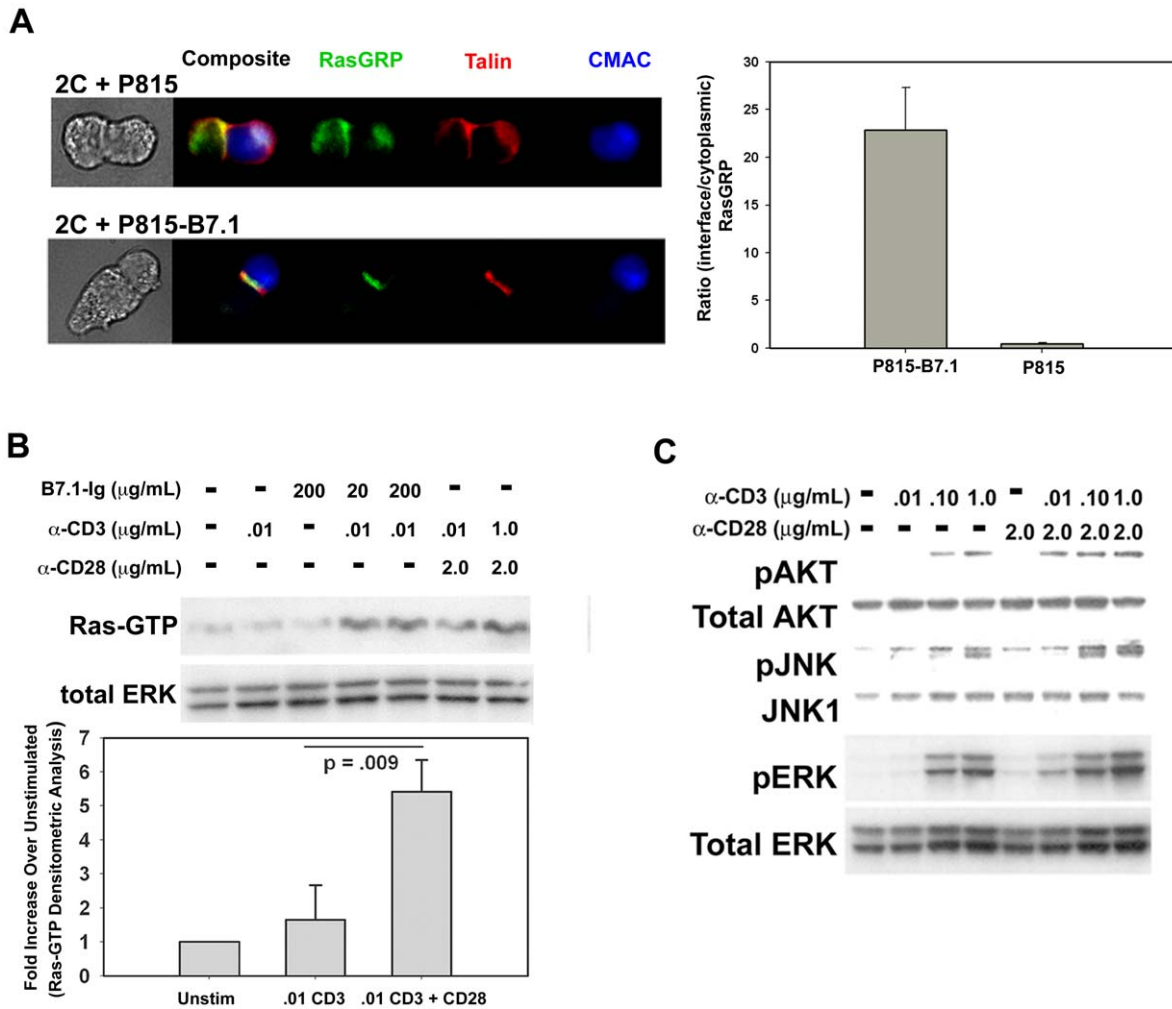 A
Composite RasGRP Talin CMAC
2C + P815
2C + P815-B7.1
30
25
20
15
10
5
0
Ratio (interface/cytoplasmic)
RasGRP
P815-B7.1 P815
B
B7.1-Ig (μg/mL) - - 200 20 200 - -
α-CD3 (μg/mL) - .01 - .01 .01 .01 1.0
α-CD28 (μg/mL) - - - - - 2.0 2.0
Ras-GTP
total ERK
Fold Increase Over Unstimulated
(Ras-GTP Densitometric Analysis)
7
6
5
4
3
2
1
0
p = .009
Unstim .01 CD3 .01 CD3 + CD28
C
α-CD3 (μg/mL) - .01 .10 1.0 - .01 .10 1.0
α-CD28 (μg/mL) - - - - 2.0 2.0 2.0 2.0
pAKT
Total AKT
pJNK
JNK1
pERK
Total ERK